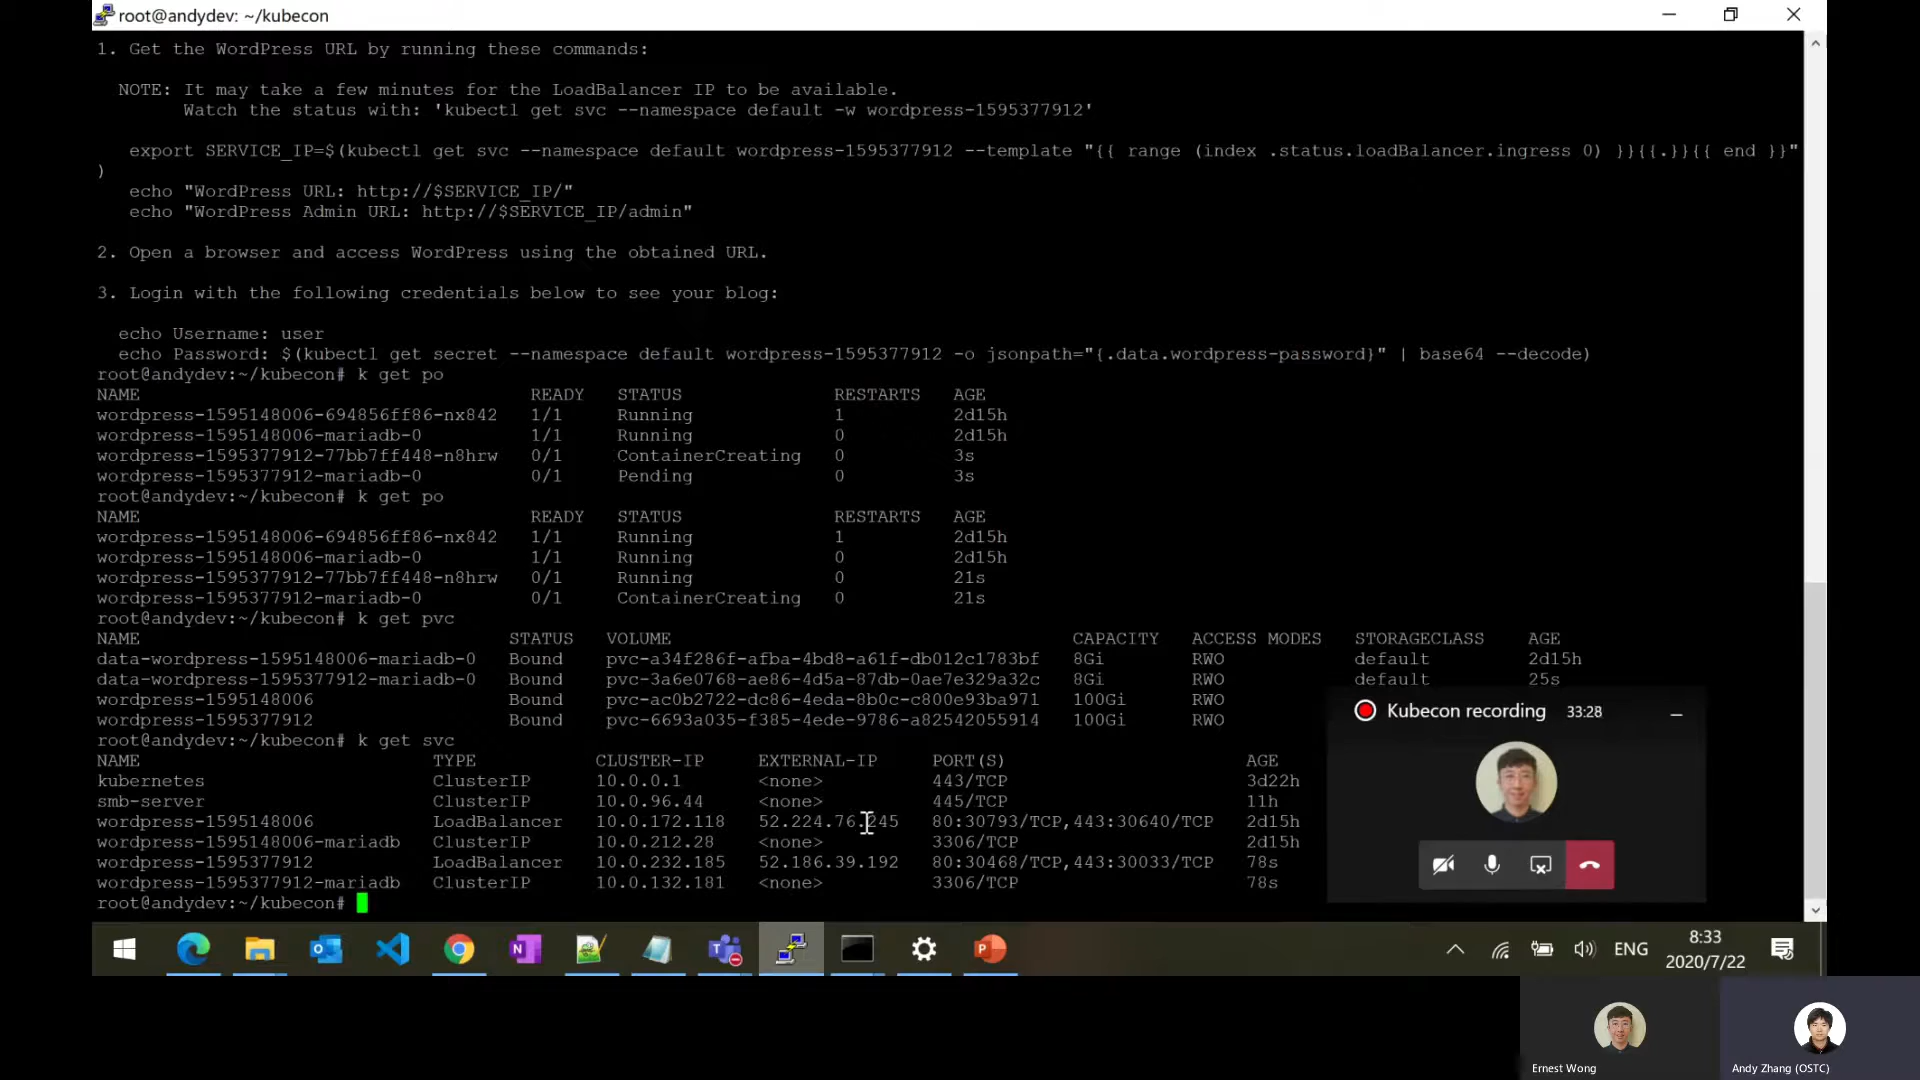 root@andydev: ~/kubecon
1. Get the WordPress URL by running these commands:
NOTE: It may take a few minutes for the LoadBalancer IP to be available.
Watch the status with: 'kubectl get svc --namespace default -w wordpress-1595377912'
export SERVICE_IP=$(kubectl get svc --namespace default wordpress-1595377912 --template "{{ range (index .status.loadBalancer.ingress 0) }}{{.}}{{ end }}"
)
echo "WordPress URL: http://$SERVICE_IP/"
echo "WordPress Admin URL: http://$SERVICE_IP/admin"
2. Open a browser and access WordPress using the obtained URL.
3. Login with the following credentials below to see your blog:
echo Username: user
echo Password: $(kubectl get secret --namespace default wordpress-1595377912 -o jsonpath="{.data.wordpress-password}" | base64 --decode)
root@andydev:~/kubecon# k get po
NAME READY STATUS RESTARTS AGE
wordpress-1595148006-694856ff86-nx842 1/1 Running 1 2d15h
wordpress-1595148006-mariadb-0 1/1 Running 0 2d15h
wordpress-1595377912-77bb7ff448-n8hrw 0/1 ContainerCreating 0 3s
wordpress-1595377912-mariadb-0 0/1 Pending 0 3s
root@andydev:~/kubecon# k get po
NAME READY STATUS RESTARTS AGE
wordpress-1595148006-694856ff86-nx842 1/1 Running 1 2d15h
wordpress-1595148006-mariadb-0 1/1 Running 0 2d15h
wordpress-1595377912-77bb7ff448-n8hrw 0/1 Running 0 21s
wordpress-1595377912-mariadb-0 0/1 ContainerCreating 0 21s
root@andydev:~/kubecon# k get pvc
NAME STATUS VOLUME CAPACITY ACCESS MODES STORAGECLASS AGE
data-wordpress-1595148006-mariadb-0 Bound pvc-a34f286f-afba-4bd8-a61f-db012c1783bf 8Gi RWO default 2d15h
data-wordpress-1595377912-mariadb-0 Bound pvc-3a6e0768-ae86-4d5a-87db-0ae7e329a32c 8Gi RWO default 25s
wordpress-1595148006 Bound pvc-ac0b2722-dc86-4eda-8b0c-c800e93ba971 100Gi RWO
wordpress-1595377912 Bound pvc-6693a035-f385-4ede-9786-a82542055914 100Gi RWO
root@andydev:~/kubecon# k get svc
NAME TYPE CLUSTER-IP EXTERNAL-IP PORT(S) AGE
kubernetes ClusterIP 10.0.0.1 <none> 443/TCP 3d22h
smb-server ClusterIP 10.0.96.44 <none> 445/TCP 11h
wordpress-1595148006 LoadBalancer 10.0.172.118 52.224.76.245 80:30793/TCP,443:30640/TCP 2d15h
wordpress-1595148006-mariadb ClusterIP 10.0.212.28 <none> 3306/TCP 2d15h
wordpress-1595377912 LoadBalancer 10.0.232.185 52.186.39.192 80:30468/TCP,443:30033/TCP 78s
wordpress-1595377912-mariadb ClusterIP 10.0.132.181 <none> 3306/TCP 78s
root@andydev:~/kubecon#
Kubecon recording 33:28
ENG
8:33
2020/7/22
Ernest Wong
Andy Zhang (OSTC)